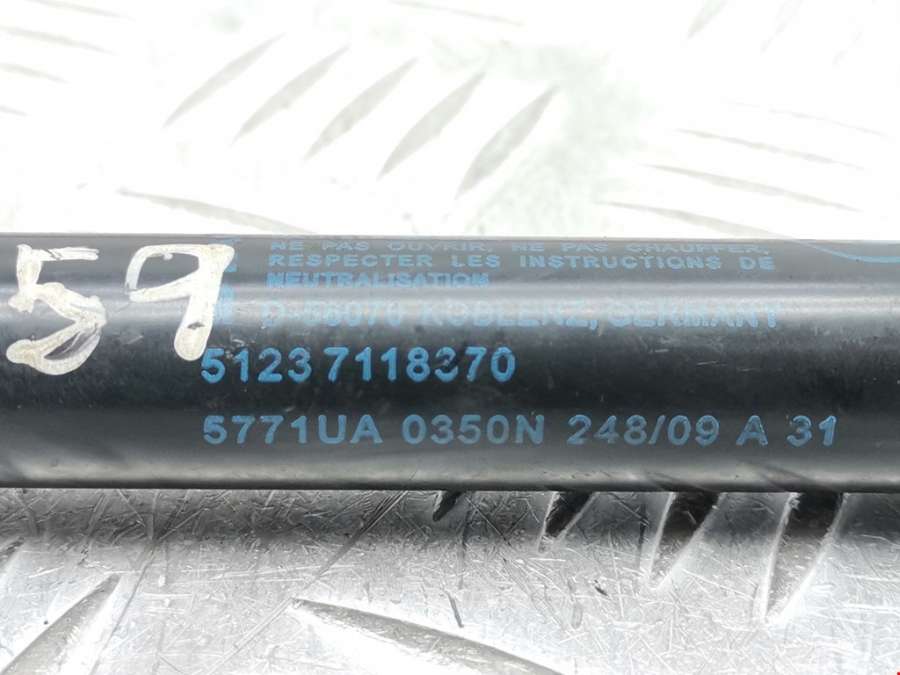 59
NE PAS OUVRIR, NE PAS CHAUFFER,
RESPECTER LES INSTRUCTIONS DE
NEUTRALISATION
D-56070 KOBLENZ, GERMANY
51237118370
5771UA 0350N 248/09 A 31